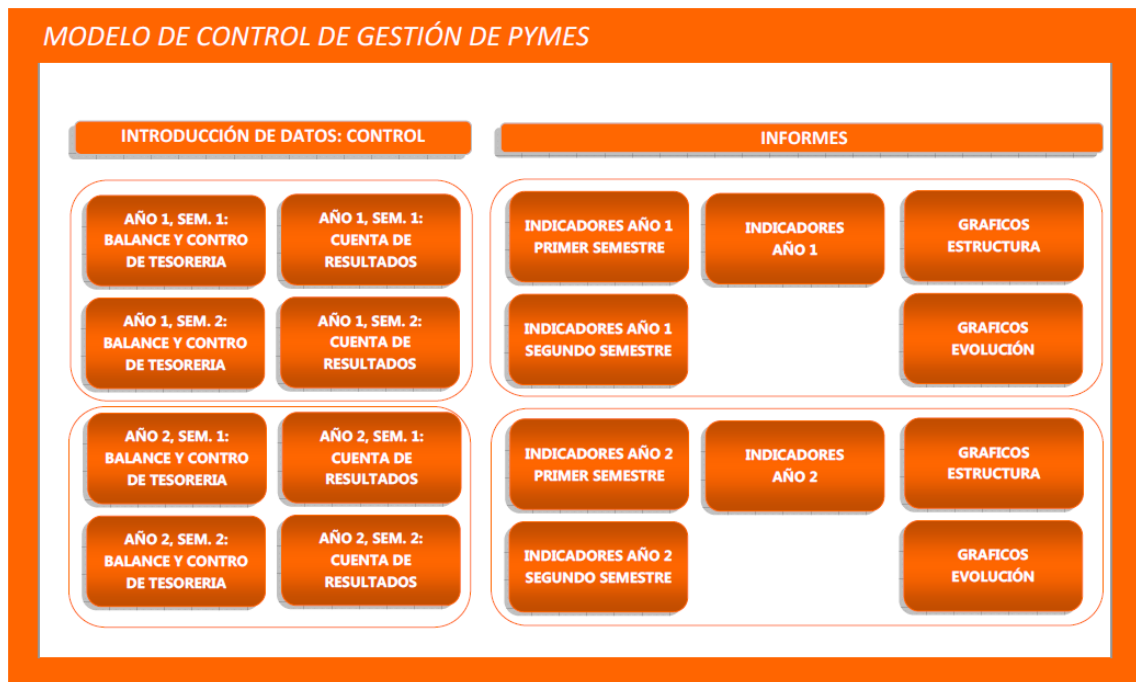 MODELO DE CONTROL DE GESTIÓN DE PYMES
INTRODUCCIÓN DE DATOS: CONTROL
AÑO 1, SEM. 1:
BALANCE Y CONTRO
DE TESORERIA
AÑO 1, SEM. 1:
CUENTA DE
RESULTADOS
AÑO 1, SEM. 2:
BALANCE Y CONTRO
DE TESORERIA
AÑO 1, SEM. 2:
CUENTA DE
RESULTADOS
AÑO 2, SEM. 1:
BALANCE Y CONTRO
DE TESORERIA
AÑO 2, SEM. 1:
CUENTA DE
RESULTADOS
AÑO 2, SEM. 2:
BALANCE Y CONTRO
DE TESORERIA
AÑO 2, SEM. 2:
CUENTA DE
RESULTADOS
INFORMES
INDICADORES AÑO 1
PRIMER SEMESTRE
INDICADORES
AÑO 1
GRAFICOS
ESTRUCTURA
INDICADORES AÑO 1
SEGUNDO SEMESTRE
GRAFICOS
EVOLUCIÓN
INDICADORES AÑO 2
PRIMER SEMESTRE
INDICADORES
AÑO 2
GRAFICOS
ESTRUCTURA
INDICADORES AÑO 2
SEGUNDO SEMESTRE
GRAFICOS
EVOLUCIÓN